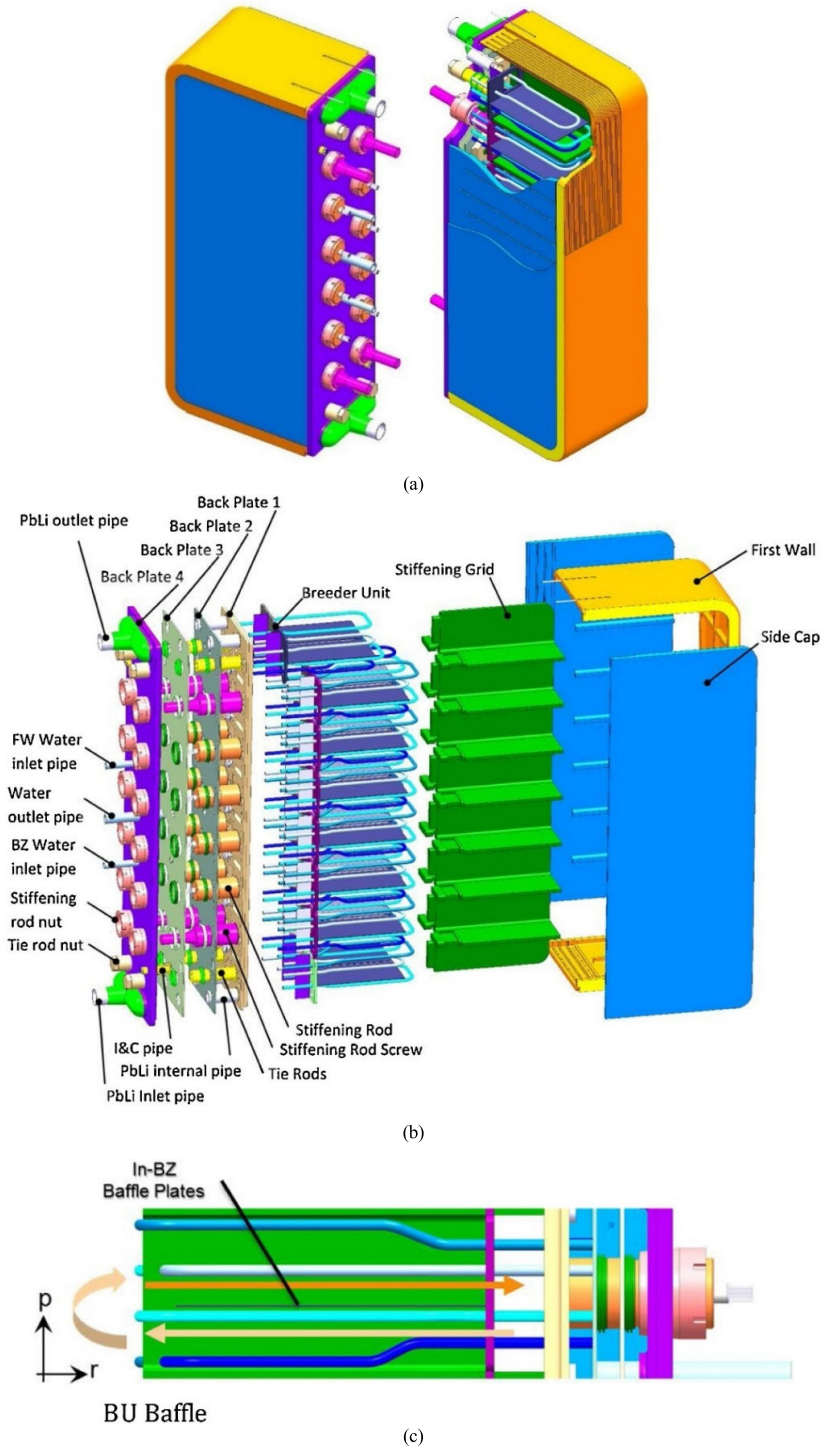 (a)
PbLi outlet pipe
Back Plate 1
Back Plate 2
Back Plate 3
Back Plate 4
Breeder Unit
Stiffening Grid
First Wall
Side Cap
FW Water
inlet pipe
Water
outlet pipe
BZ Water
inlet pipe
Stiffening
rod nut
Tie rod nut
I&C pipe
PbLi internal pipe
PbLi Inlet pipe
Stiffening Rod
Stiffening Rod Screw
Tie Rods
(b)
In-BZ
Baffle Plates
p
r
BU Baffle
(c)